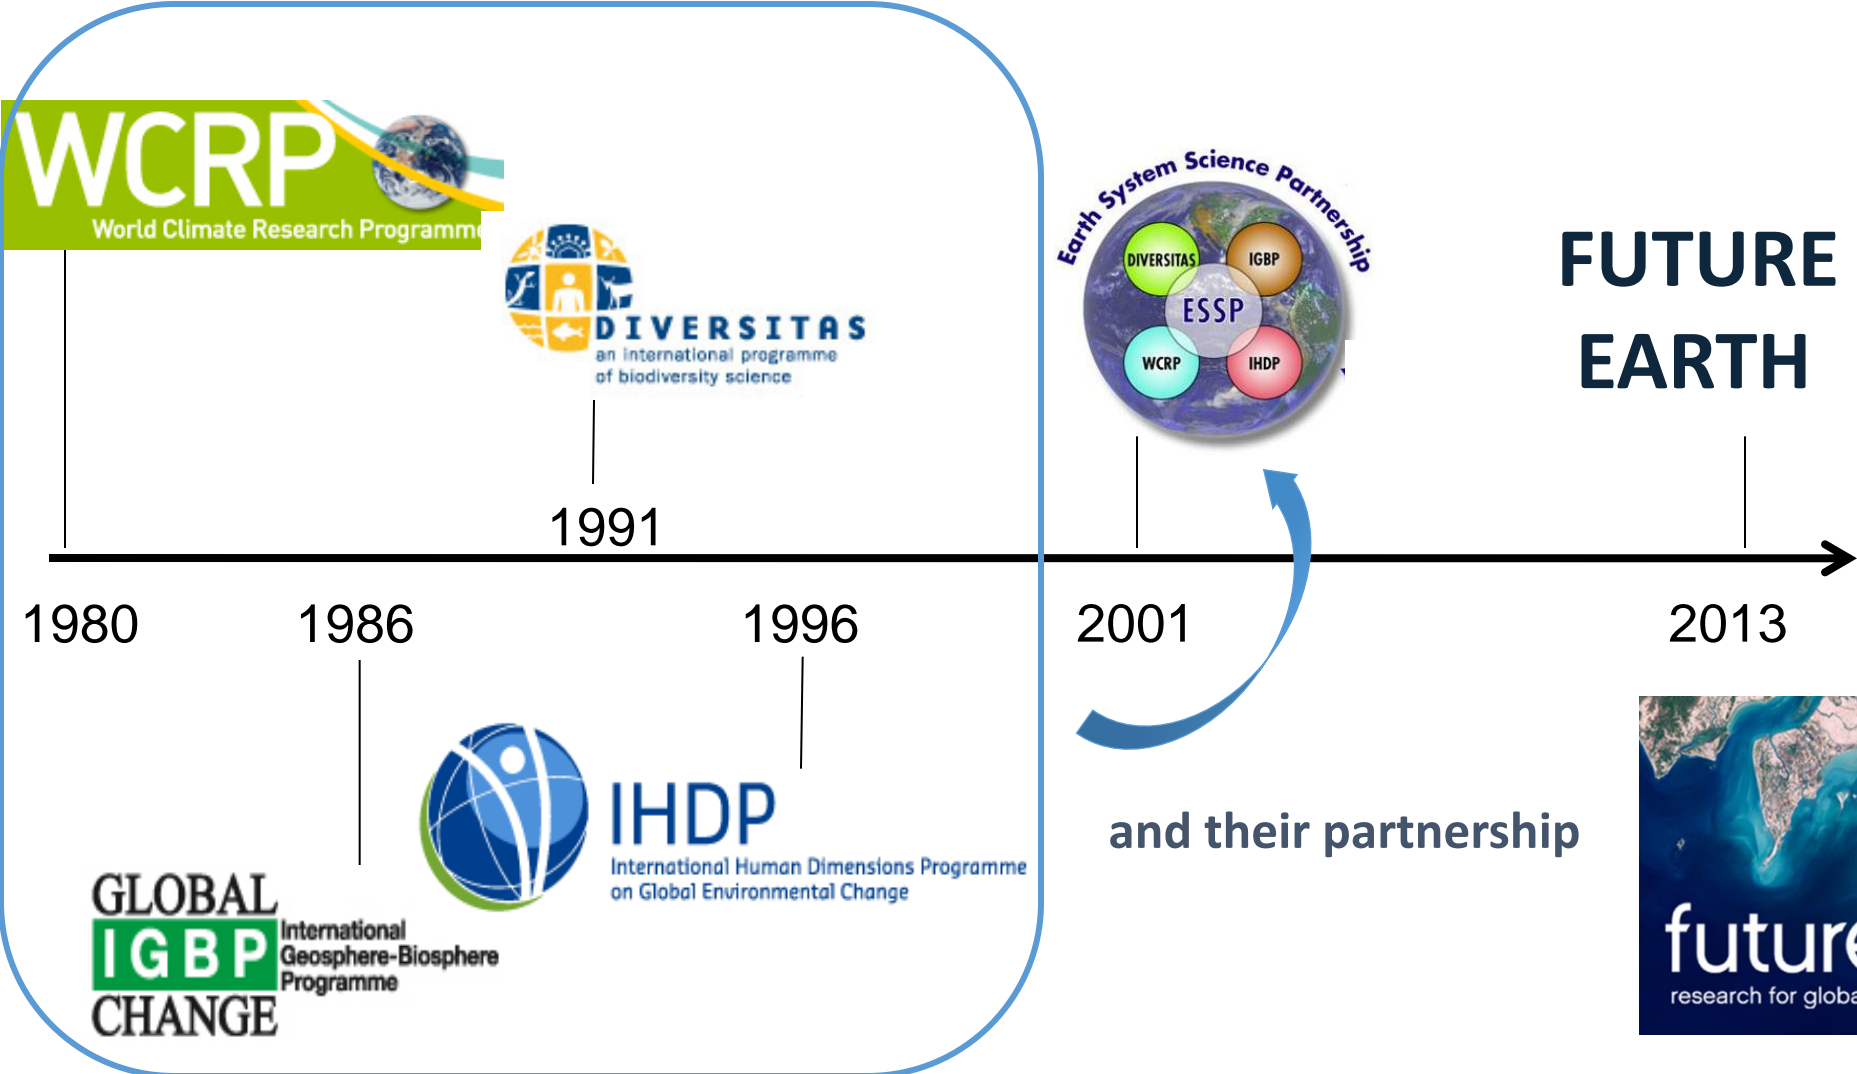 WCRP
World Climate Research Programme
DIVERSITAS
an international programme
of biodiversity science
Earth System Science Partnership
DIVERSITAS
IGBP
ESSP
WCRP
IHDP
FUTURE
EARTH
1991
1980
1986
1996
2001
2013
IHDP
International Human Dimensions Programme
on Global Environmental Change
and their partnership
GLOBAL
IGBP
CHANGE
International
Geosphere-Biosphere
Programme
future
research for globa